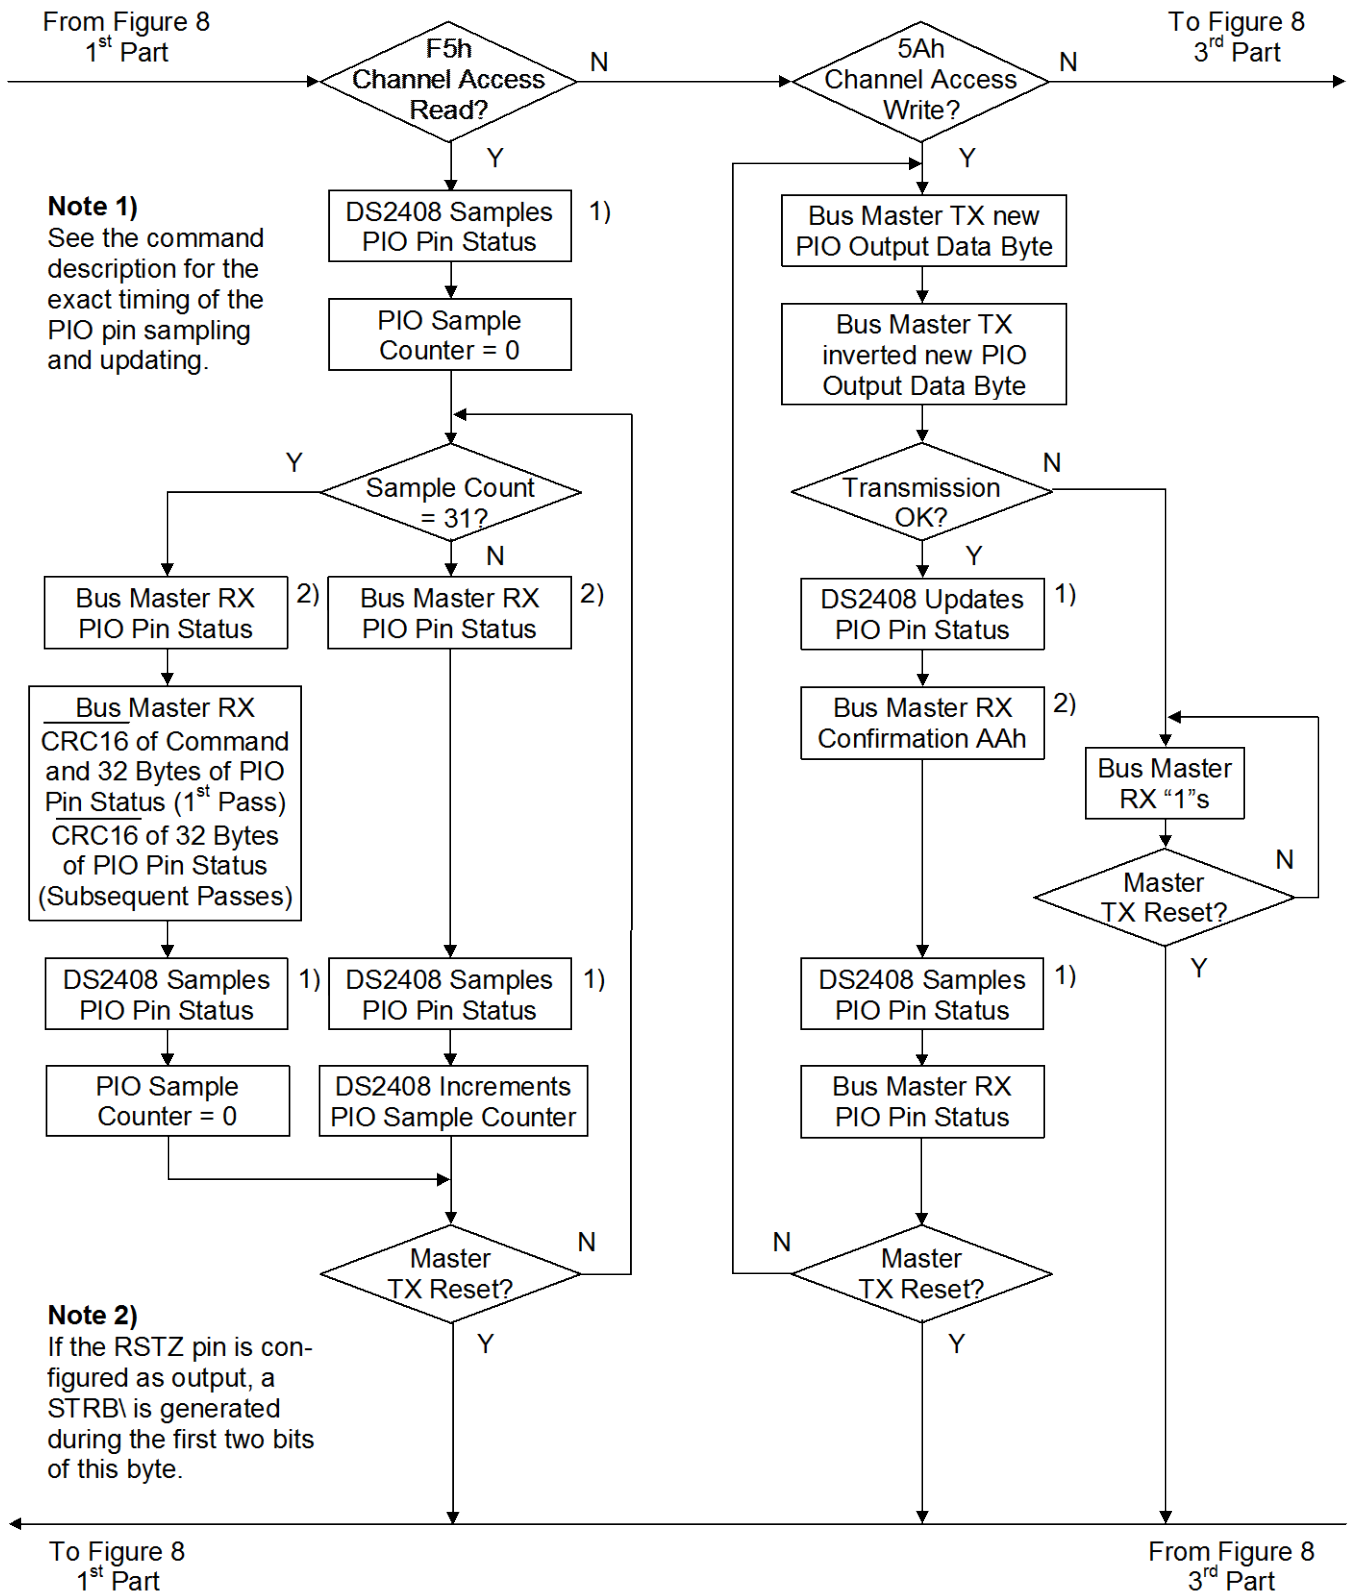 From Figure 8
1st Part
F5h
Channel Access
Read?
N
5Ah
Channel Access
Write?
N
To Figure 8
3rd Part
Y
Y
Note 1)
See the command
description for the
exact timing of the
PIO pin sampling
and updating.
DS2408 Samples
PIO Pin Status
1)
PIO Sample
Counter = 0
Bus Master TX new
PIO Output Data Byte
Bus Master TX
inverted new PIO
Output Data Byte
Y
Sample Count
= 31?
N
Transmission
OK?
N
Y
Bus Master RX
PIO Pin Status
2)
Bus Master RX
PIO Pin Status
2)
DS2408 Updates
PIO Pin Status
1)
Bus Master RX
CRC16 of Command
and 32 Bytes of PIO
Pin Status (1st Pass)
CRC16 of 32 Bytes
of PIO Pin Status
(Subsequent Passes)
Bus Master RX
Confirmation AAh
2)
Bus Master
RX “1”s
Master
TX Reset?
N
Y
DS2408 Samples
PIO Pin Status
1)
DS2408 Samples
PIO Pin Status
1)
DS2408 Samples
PIO Pin Status
1)
PIO Sample
Counter = 0
DS2408 Increments
PIO Sample Counter
Bus Master RX
PIO Pin Status
Master
TX Reset?
N
Y
N
Master
TX Reset?
Y
Note 2)
If the RSTZ pin is con-
figured as output, a
STRB\ is generated
during the first two bits
of this byte.
To Figure 8
1st Part
From Figure 8
3rd Part